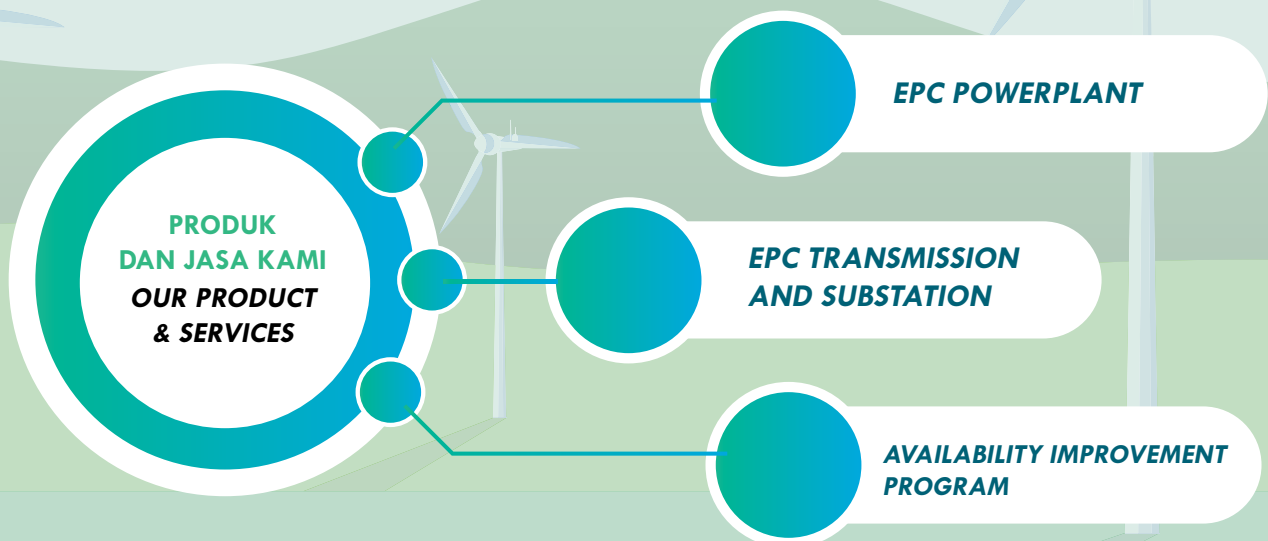 PRODUK
DAN JASA KAMI
OUR PRODUCT
& SERVICES
EPC POWERPLANT
EPC TRANSMISSION
AND SUBSTATION
AVAILABILITY IMPROVEMENT
PROGRAM